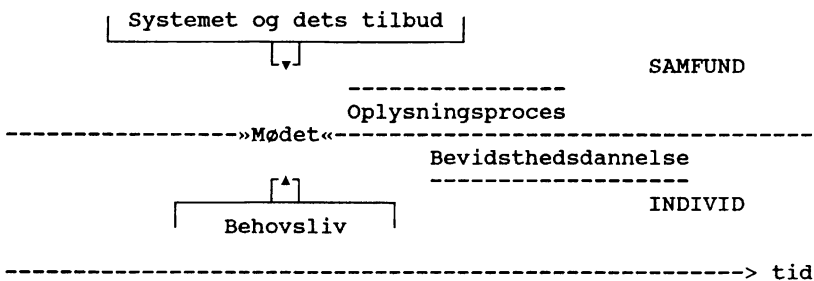 Systemet og dets tilbud
SAMFUND
Oplysningsproces
»Mødet«
Bevidsthedsdannelse
INDIVID
Behovsliv
tid